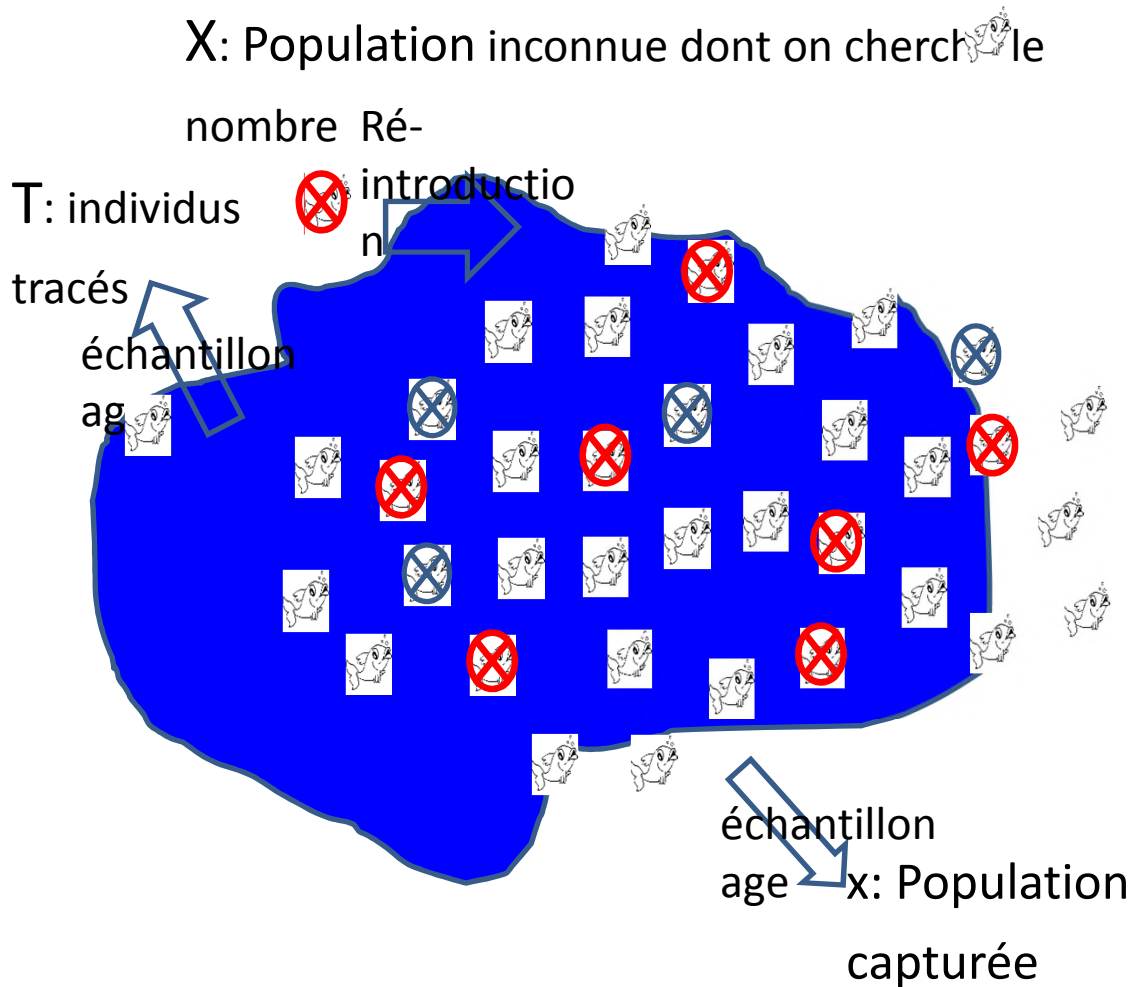 X: Population inconnue dont on cherch le
nombre
Ré-
introductio
n
T: individus
tracés
échantillon
ag
échantillon
age
x: Population
capturée